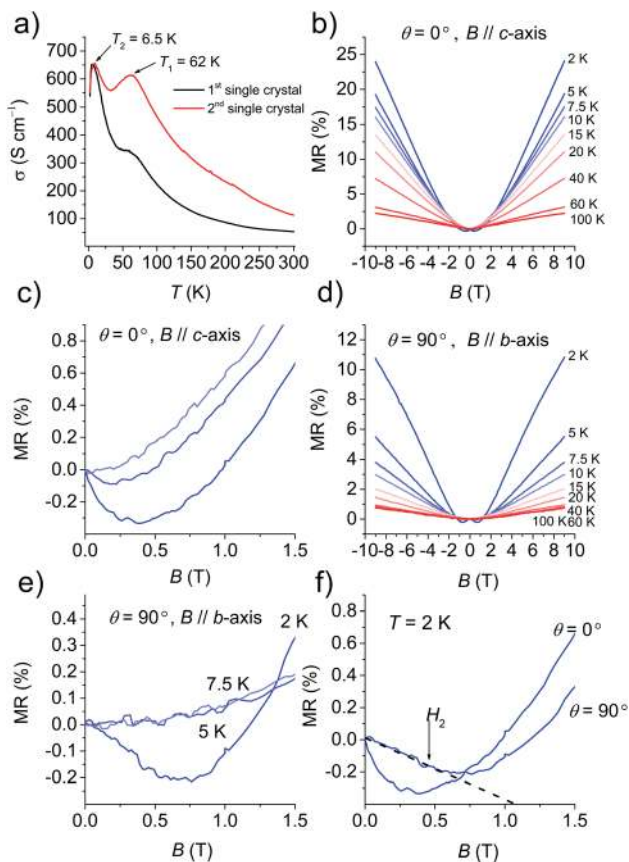 a)
T₂ = 6.5 K
T₁ = 62 K
1ˢᵗ single crystal
2ⁿᵈ single crystal
σ (S cm⁻¹)
700
600
500
400
300
200
100
0 50 100 150 200 250 300
T (K)
b)
θ = 0° , B // c-axis
MR (%)
25
20
15
10
5
0
2 K
5 K
7.5 K
10 K
15 K
20 K
40 K
60 K
100 K
-10 -8 -6 -4 -2 0 2 4 6 8 10
B (T)
c)
θ = 0° , B // c-axis
MR (%)
0.8
0.6
0.4
0.2
0.0
-0.2
0.0 0.5 1.0 1.5
B (T)
d)
θ = 90° , B // b-axis
MR (%)
12
10
8
6
4
2
0
2 K
5 K
7.5 K
10 K
15 K
20 K
40 K
100 K 60 K
-10 -8 -6 -4 -2 0 2 4 6 8 10
B (T)
e)
θ = 90° , B // b-axis
MR (%)
0.4
0.3
0.2
0.1
0.0
-0.1
-0.2
2 K
7.5 K
5 K
0.0 0.5 1.0 1.5
B (T)
f)
T = 2 K
MR (%)
0.8
0.6
0.4
0.2
0.0
-0.2
θ = 0°
θ = 90°
H₂
0.0 0.5 1.0 1.5
B (T)